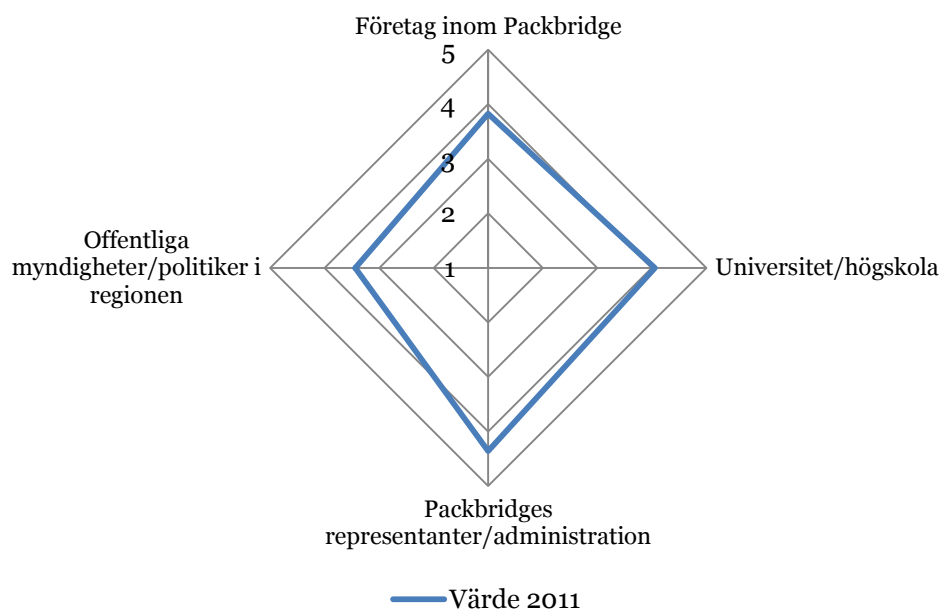 Företag inom Packbridge
5
4
3
2
1
Offentliga
myndigheter/politiker i
regionen
Universitet/högskola
Packbridges
representanter/administration
Värde 2011